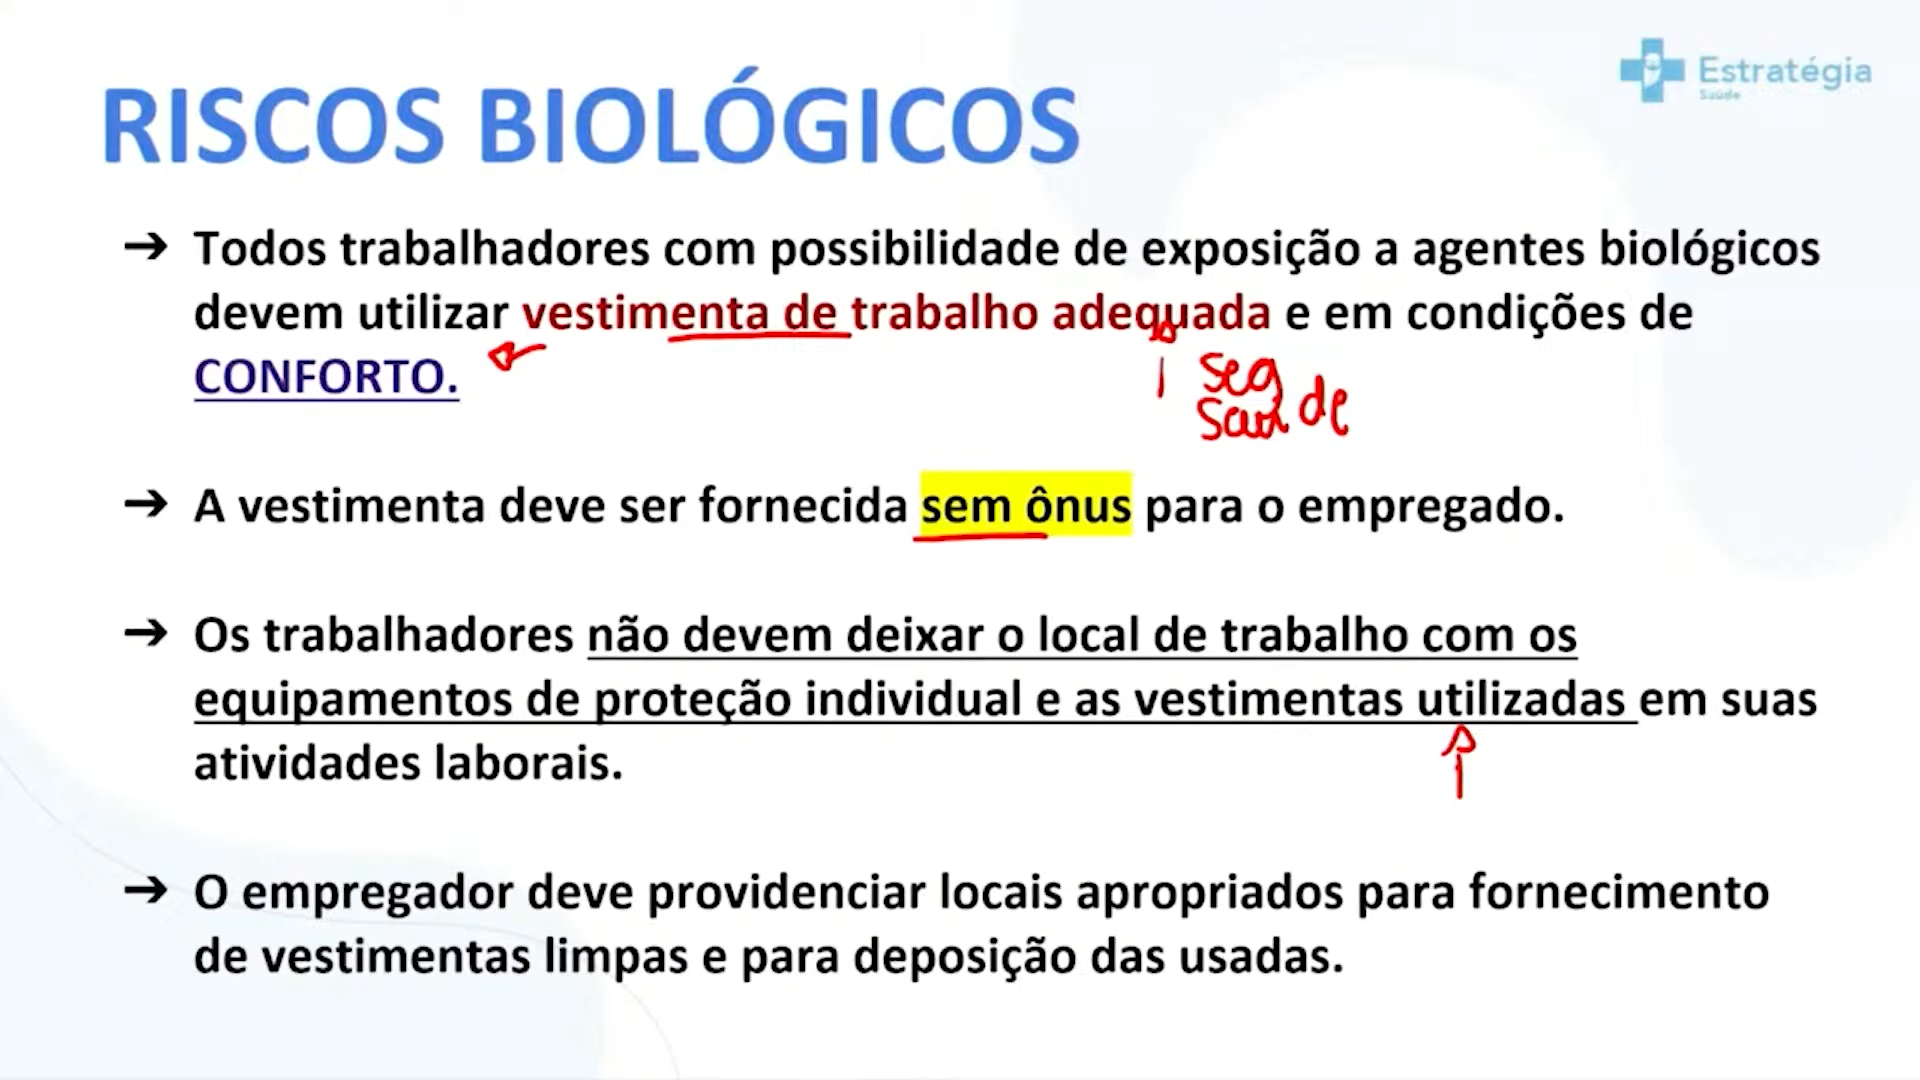 Estratégia
Saúde
RISCOS BIOLÓGICOS
➔ Todos trabalhadores com possibilidade de exposição a agentes biológicos
devem utilizar vestimenta de trabalho adequada e em condições de
CONFORTO.
seg
saúde
➔ A vestimenta deve ser fornecida sem ônus para o empregado.
➔ Os trabalhadores não devem deixar o local de trabalho com os
equipamentos de proteção individual e as vestimentas utilizadas em suas
atividades laborais.
➔ O empregador deve providenciar locais apropriados para fornecimento
de vestimentas limpas e para deposição das usadas.